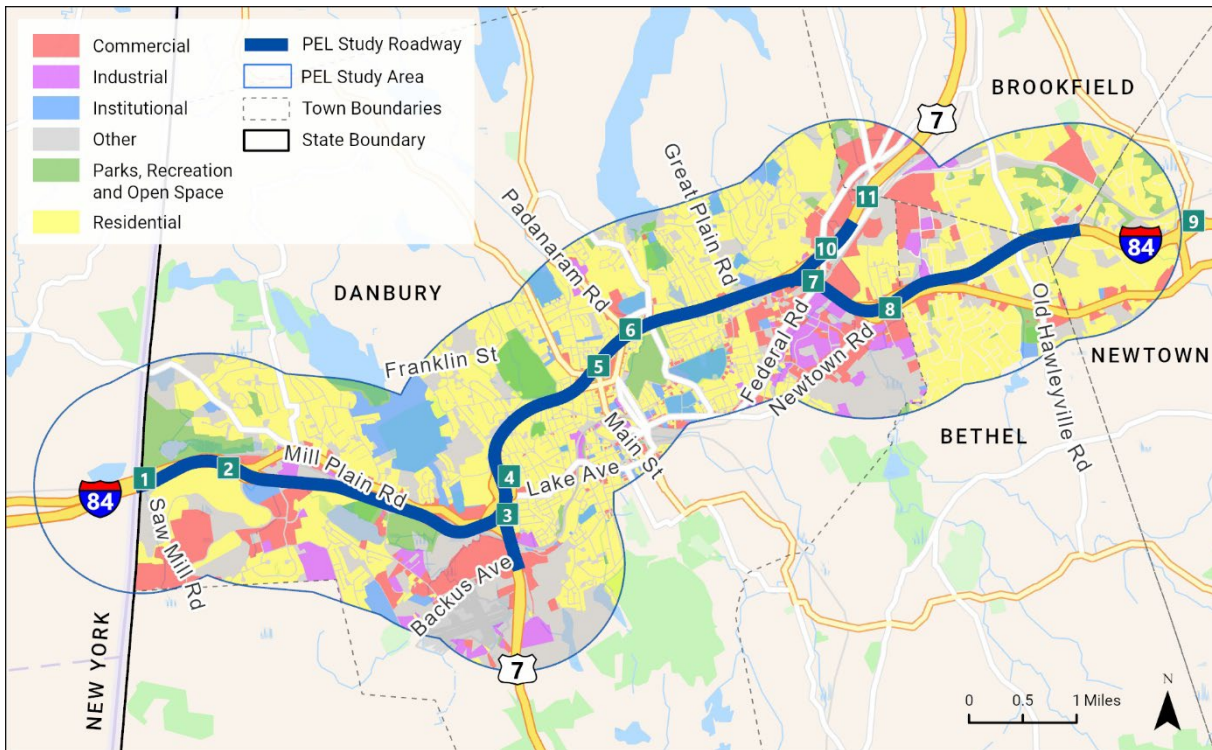 Commercial
Industrial
Institutional
Other
Parks, Recreation
and Open Space
Residential
PEL Study Roadway
PEL Study Area
Town Boundaries
State Boundary
BROOKFIELD
7
Great Plain Rd
Padanaram Rd
11
9
84
10
DANBURY
7
8
Federal Rd
Newtown Rd
Old Hawleyville Rd
NEWTOWN
6
5
Franklin St
Main St
BETHEL
Mill Plain Rd
Lake Ave
4
3
2
1
84
Saw Mill Rd
Backus Ave
7
NEW YORK
N
0 0.5 1 Miles